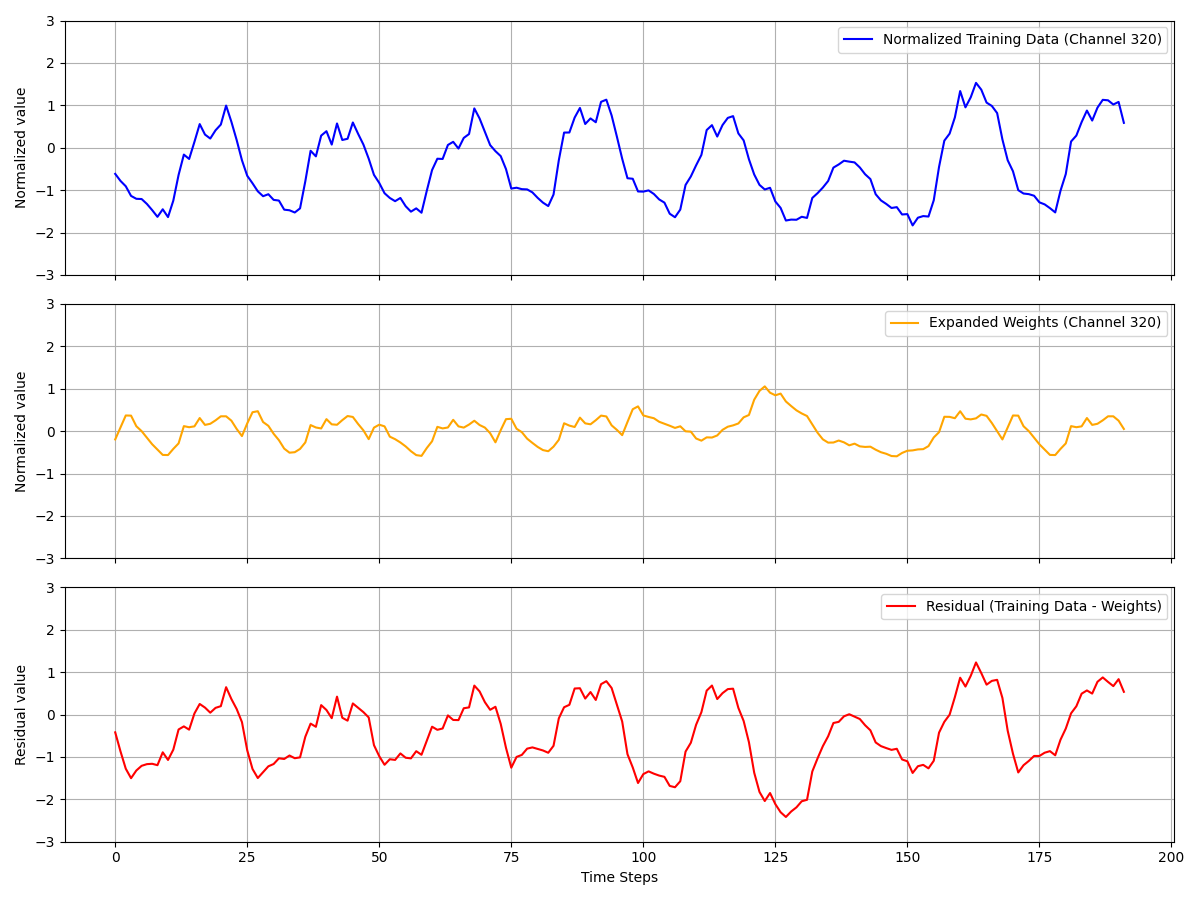 3
2
1
0
−1
−2
−3
Normalized value
Normalized Training Data (Channel 320)
3
2
1
0
−1
−2
−3
Normalized value
Expanded Weights (Channel 320)
3
2
1
0
−1
−2
−3
Residual value
Residual (Training Data - Weights)
0 25 50 75 100 125 150 175 200
Time Steps